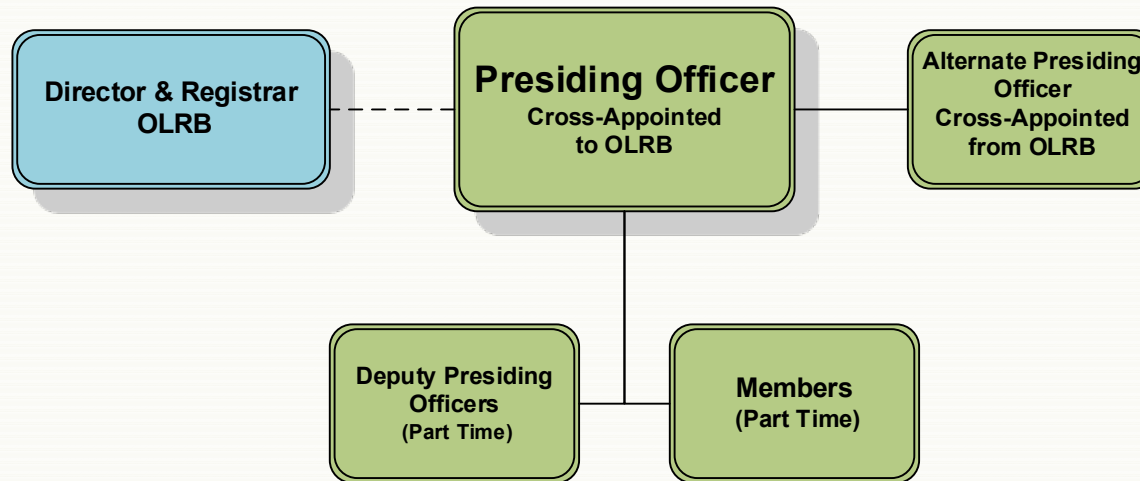 Director & Registrar
OLRB
Presiding Officer
Cross-Appointed
to OLRB
Alternate Presiding
Officer
Cross-Appointed
from OLRB
Deputy Presiding
Officers
(Part Time)
Members
(Part Time)